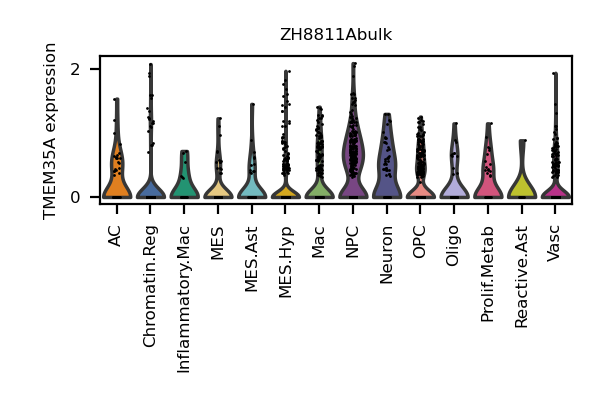 ZH8811Abulk
TMEM35A expression
2
0
AC
Chromatin.Reg
Inflammatory.Mac
MES
MES.Ast
MES.Hyp
Mac
NPC
Neuron
OPC
Oligo
Prolif.Metab
Reactive.Ast
Vasc